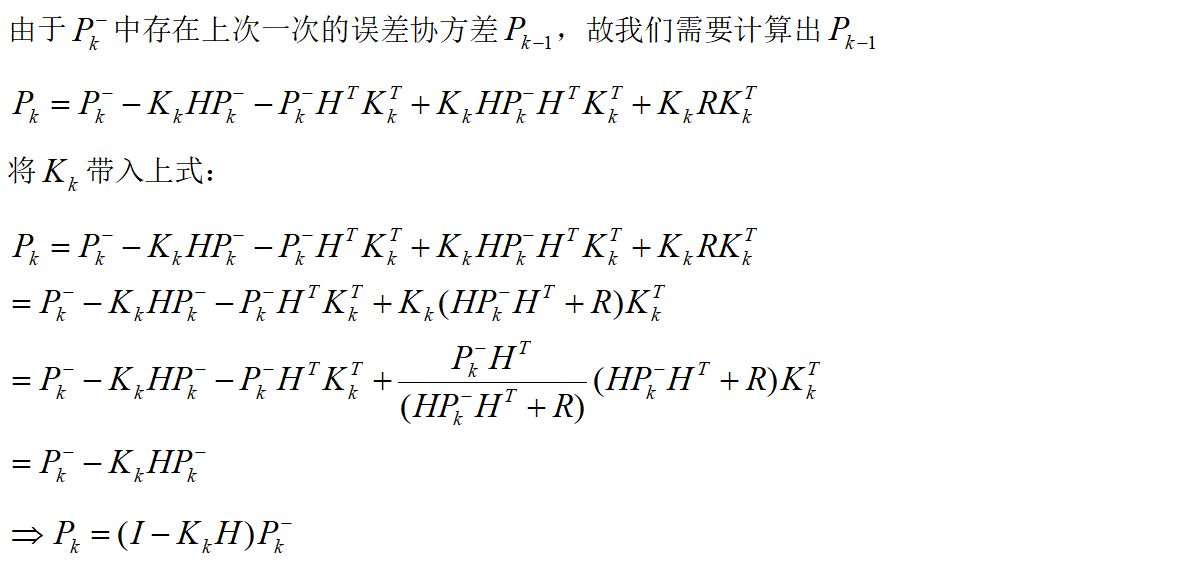 由于 $P_k^-$ 中存在上次一次的误差协方差 $P_{k-1}$，故我们需要计算出 $P_{k-1}$
$P_k = P_k^- - K_k H P_k^- - P_k^- H^T K_k^T + K_k H P_k^- H^T K_k^T + K_k R K_k^T$
将 $K_k$ 带入上式：
$P_k = P_k^- - K_k H P_k^- - P_k^- H^T K_k^T + K_k H P_k^- H^T K_k^T + K_k R K_k^T$
$= P_k^- - K_k H P_k^- - P_k^- H^T K_k^T + K_k (H P_k^- H^T + R) K_k^T$
$= P_k^- - K_k H P_k^- - P_k^- H^T K_k^T + \frac{P_k^- H^T}{(H P_k^- H^T + R)} (H P_k^- H^T + R) K_k^T$
$= P_k^- - K_k H P_k^-$
$\Rightarrow P_k = (I - K_k H) P_k^-$